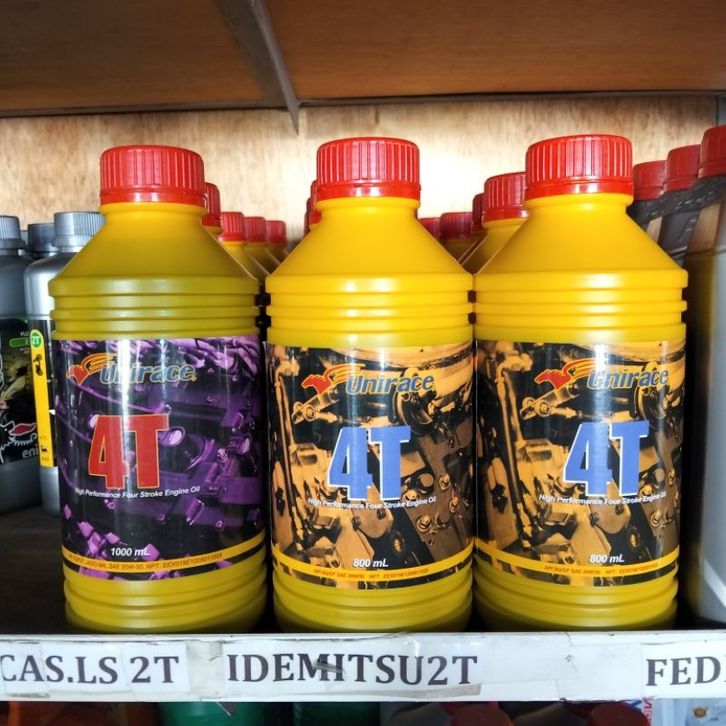 Unirace
4T
High Performance Four Stroke Engine Oil
1000 mL
Unirace
4T
High Performance Four Stroke Engine Oil
800 mL
Unirace
4T
High Performance Four Stroke Engine Oil
800 mL
2T
CAS.LS 2T
IDEMITSU2T
FED